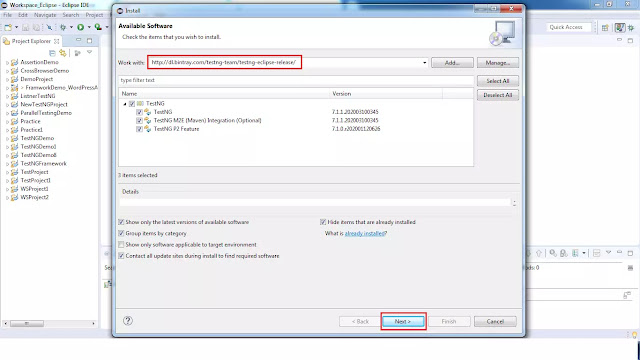 Workspace_Eclipse - Eclipse IDE
File
Install
Available Software
Check the items that you wish to install.
Quick Access
Project Explorer
AssertionDemo
CrossBrowserDemo
DemoProject
> FramworkDemo_WordPressA
ListnerTestNG
NewTestNGProject
ParallelTestingDemo
Practice
Practice1
TestNGDemo
TestNGDemo1
TestNGDemo8
TestNGFramework
TestProject
TestProject1
WSProject1
WSProject2
Work with: http://dl.bintray.com/testng-team/testng-eclipse-release/ Add... Manage...
type filter text
Select All
Deselect All
Name Version
TestNG
TestNG 7.1.1.202003100345
TestNG M2E (Maven) Integration (Optional) 7.1.1.202003100345
TestNG P2 Feature 7.1.0.r202001120626
3 items selected
Details
Show only the latest versions of available software Hide items that are already installed
Group items by category What is already installed?
Show only software applicable to target environment
Contact all update sites during install to find required software
? < Back Next > Finish Cancel